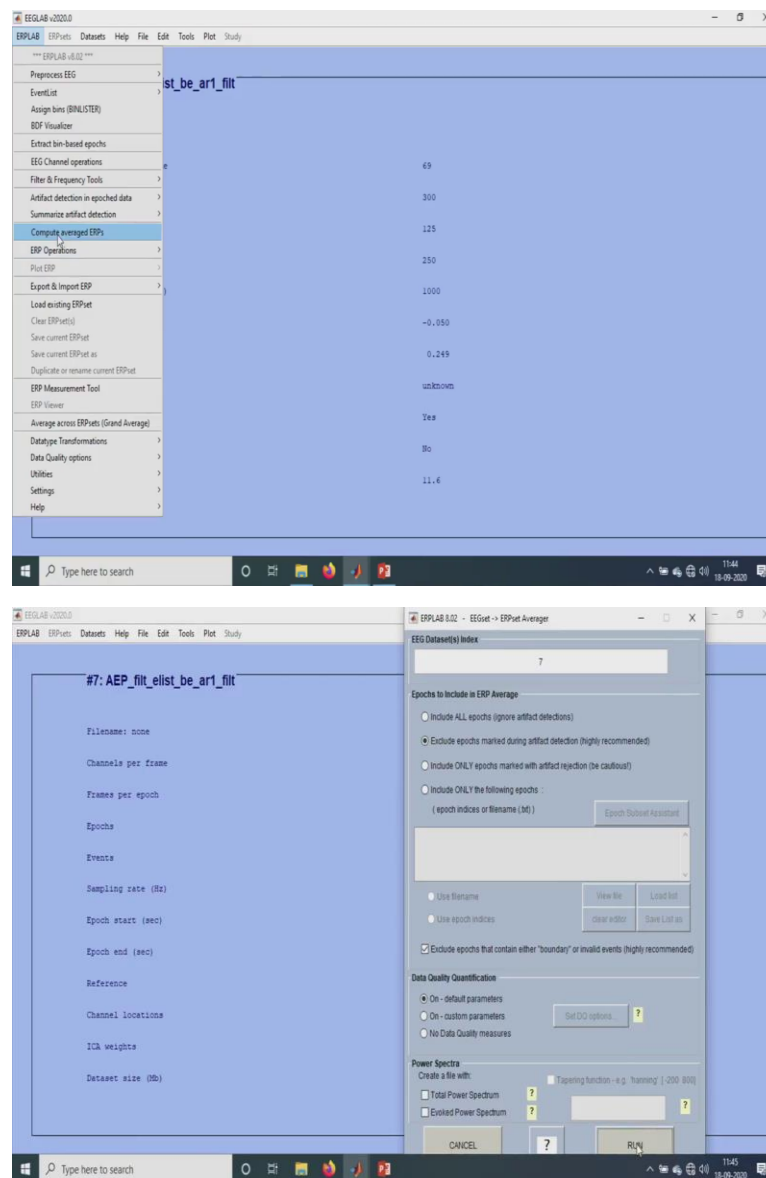 EEGLAB v2020.0
ERPLAB ERPsets Datasets Help File Edit Tools Plot Study
*** ERPLAB v8.02 ***
Preprocess EEG
EventList
Assign bins (BINLISTER)
BDF Visualizer
Extract bin-based epochs
EEG Channel operations
Filter & Frequency Tools
Artifact detection in epoched data
Summarize artifact detection
Compute averaged ERPs
ERP Operations
Plot ERP
Export & Import ERP
Load existing ERPset
Clear ERPset(s)
Save current ERPset
Save current ERPset as
Duplicate or rename current ERPset
ERP Measurement Tool
ERP Viewer
Average across ERPsets (Grand Average)
Datatype Transformations
Data Quality options
Utilities
Settings
Help
st_be_ar1_filt
e 69
300
125
250
) 1000
-0.050
0.249
unknown
Yes
No
11.6
Type here to search
11:44
18-09-2020
EEGLAB v2020.0
ERPLAB ERPsets Datasets Help File Edit Tools Plot Study
#7: AEP_filt_elist_be_ar1_filt
Filename: none
Channels per frame
Frames per epoch
Epochs
Events
Sampling rate (Hz)
Epoch start (sec)
Epoch end (sec)
Reference
Channel locations
ICA weights
Dataset size (Mb)
ERPLAB 8.02 - EEGset -> ERPset Averager
EEG Dataset(s) Index
7
Epochs to Include in ERP Average
Include ALL epochs (ignore artifact detections)
Exclude epochs marked during artifact detection (highly recommended)
Include ONLY epochs marked with artifact rejection (be cautious!)
Include ONLY the following epochs :
( epoch indices or filename (.txt) )
Epoch Subset Assistant
Use filename View file Load list
Use epoch indices clear editor Save List as
Exclude epochs that contain either "boundary" or invalid events (highly recommended)
Data Quality Quantification
On - default parameters
On - custom parameters Set DQ options... ?
No Data Quality measures
Power Spectra
Create a file with: Tapering function - e.g. 'hanning' [-200 800]
Total Power Spectrum ?
Evoked Power Spectrum ? ?
CANCEL ? RUN
Type here to search
11:45
18-09-2020